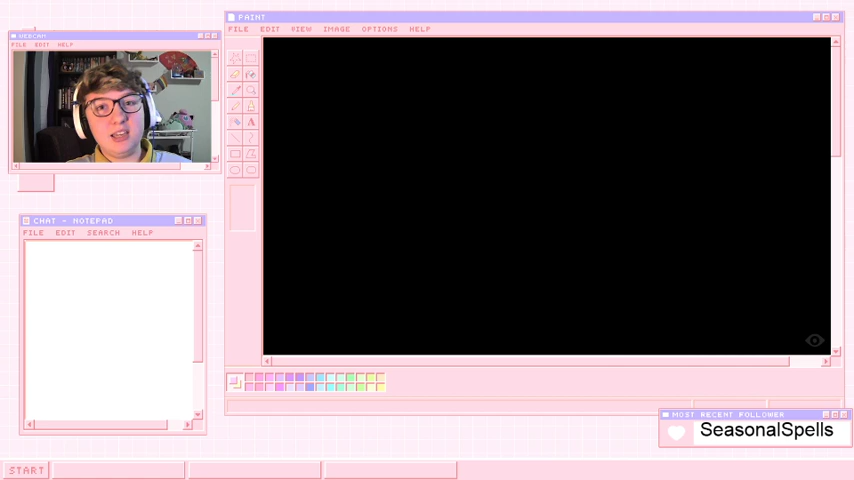 PAINT
FILE EDIT VIEW IMAGE OPTIONS HELP
WEBCAM
FILE EDIT HELP
A
CHAT - NOTEPAD
FILE EDIT SEARCH HELP
MOST RECENT FOLLOWER
SeasonalSpells
START